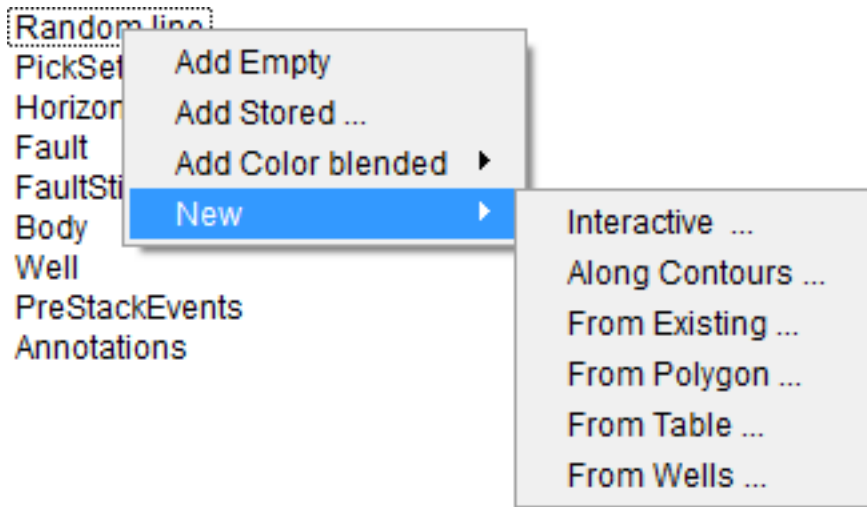 Random line
PickSet
Horizon
Fault
FaultSti
Body
Well
PreStackEvents
Annotations
Add Empty
Add Stored ...
Add Color blended
New
Interactive ...
Along Contours ...
From Existing ...
From Polygon ...
From Table ...
From Wells ...